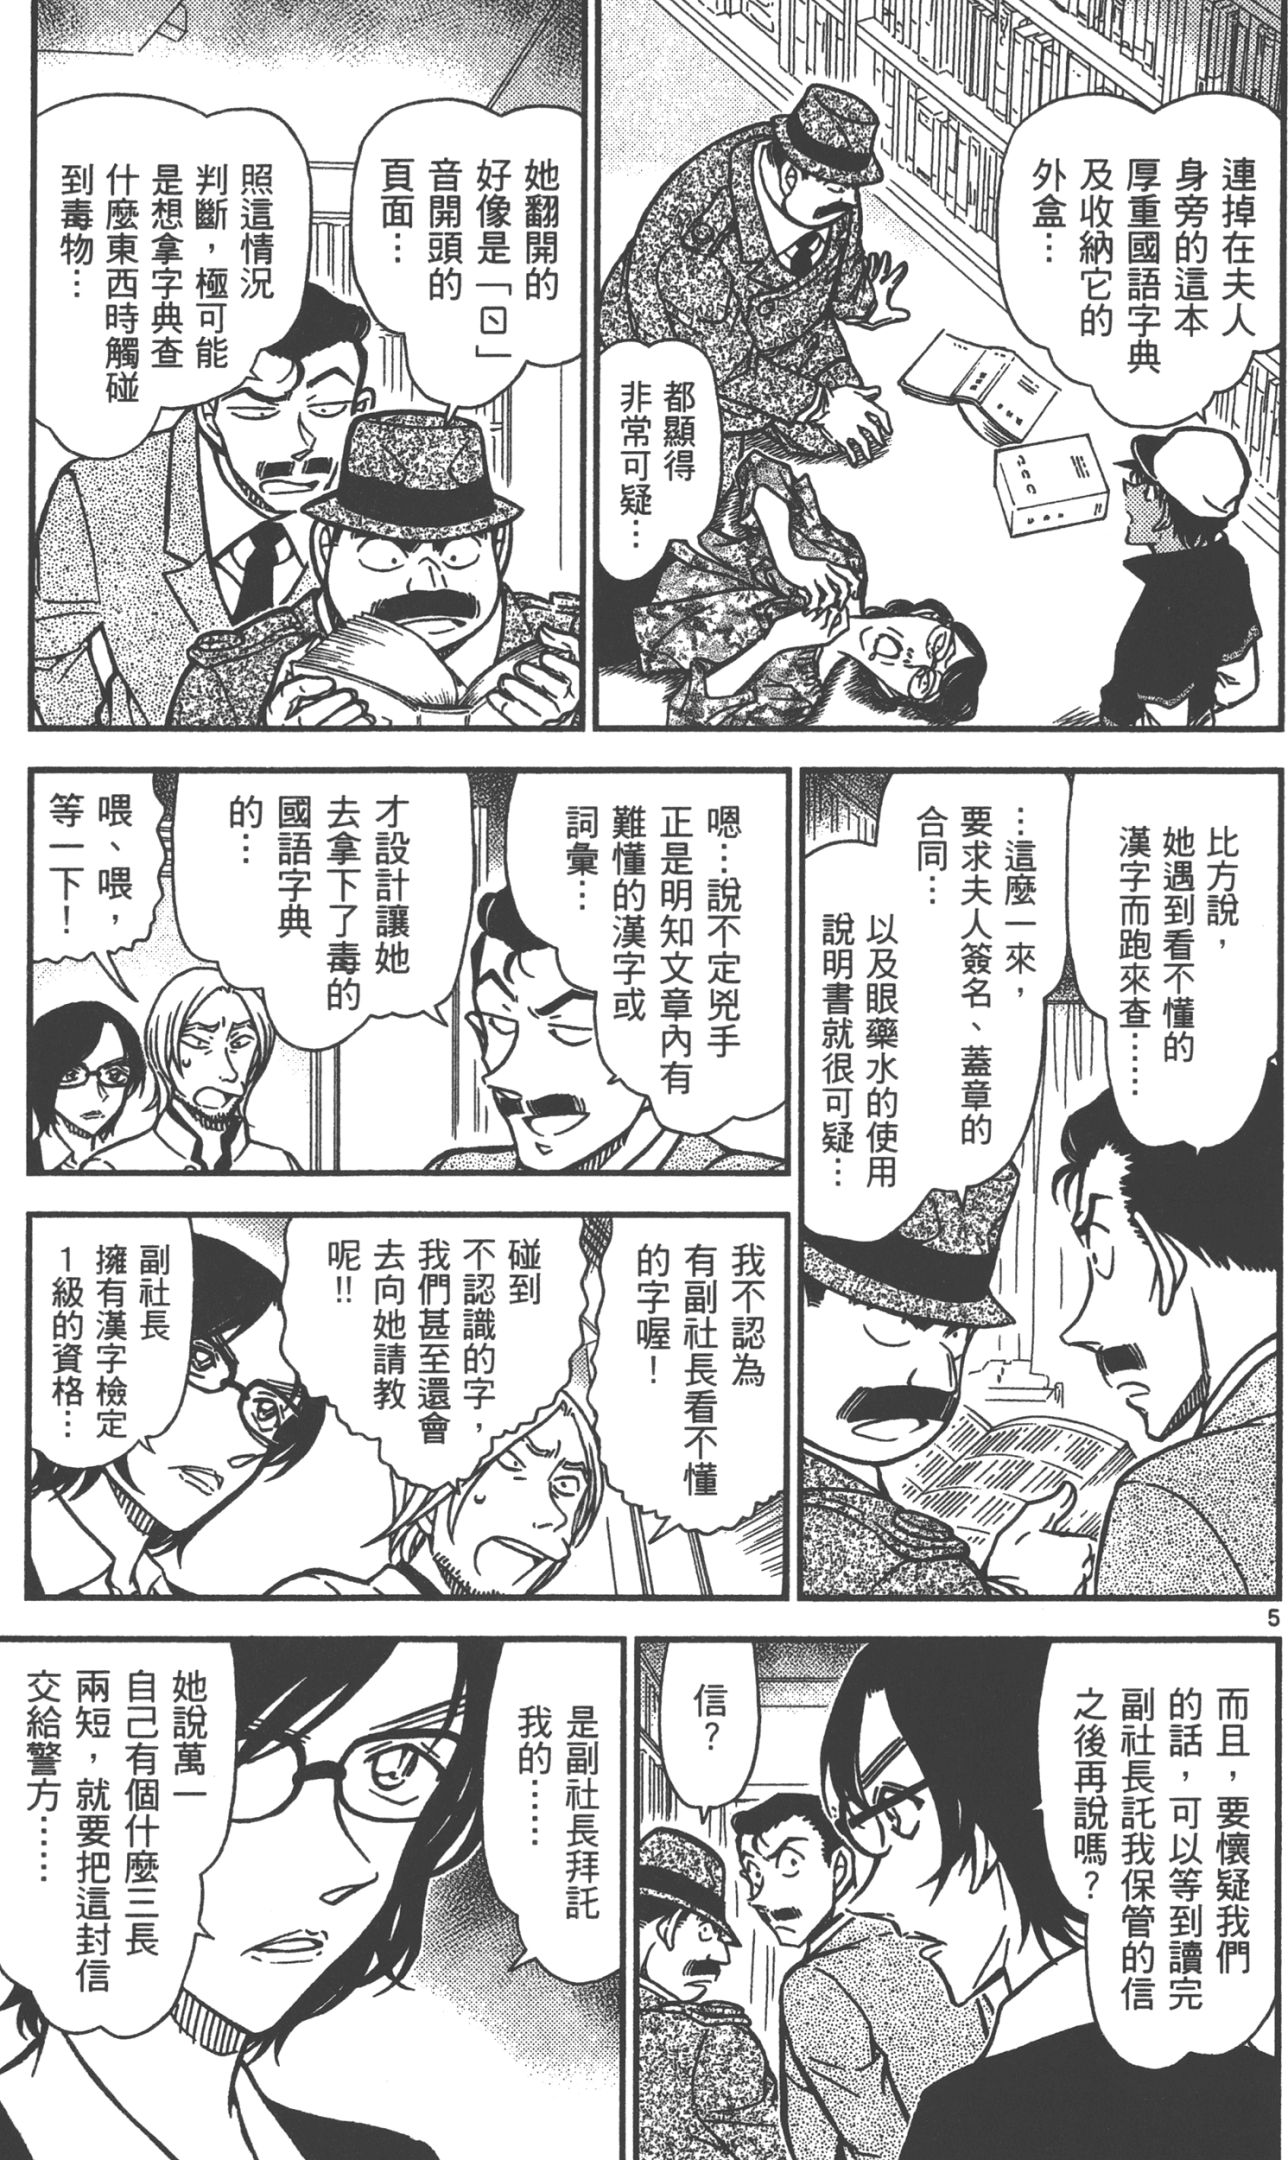 連掉在夫人
身旁的這本
厚重國語字典
及收納它的
外盒…
都顯得
非常可疑…
她翻開的
好像是「ㄖ」
音開頭的
頁面…
照這情況
判斷，極可能
是想拿字典查
什麼東西時觸碰
到毒物…
比方說，
她遇到看不懂的
漢字而跑來查……
…這麼一來，
要求夫人簽名、蓋章的
合同…
以及眼藥水的使用
說明書就很可疑…
嗯…說不定兇手
正是明知文章內有
難懂的漢字或
詞彙…
才設計讓她
去拿下了毒的
國語字典
的…
喂、喂，
等一下！
我不認為
有副社長看不懂
的字喔！
碰到
不認識的字，
我們甚至還會
去向她請教
呢!!
副社長
擁有漢字檢定
1級的資格…
5
而且，要懷疑我們
的話，可以等到讀完
副社長託我保管的信
之後再說嗎？
信？
是副社長拜託
我的……
她說萬一
自己有個什麼三長
兩短，就要把這封信
交給警方……